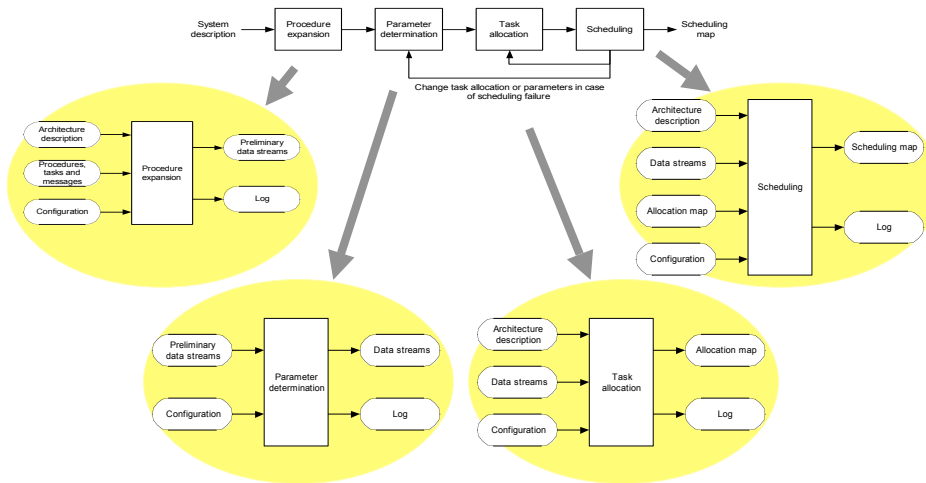 System
description
Procedure
expansion
Parameter
determination
Task
allocation
Scheduling
Scheduling
map
Change task allocation or parameters in case
of scheduling failure
Architecture
description
Procedures,
tasks and
messages
Configuration
Procedure
expansion
Preliminary
data streams
Log
Architecture
description
Data streams
Allocation map
Configuration
Scheduling
Scheduling map
Log
Preliminary
data streams
Configuration
Parameter
determination
Data streams
Log
Architecture
description
Data streams
Configuration
Task
allocation
Allocation map
Log